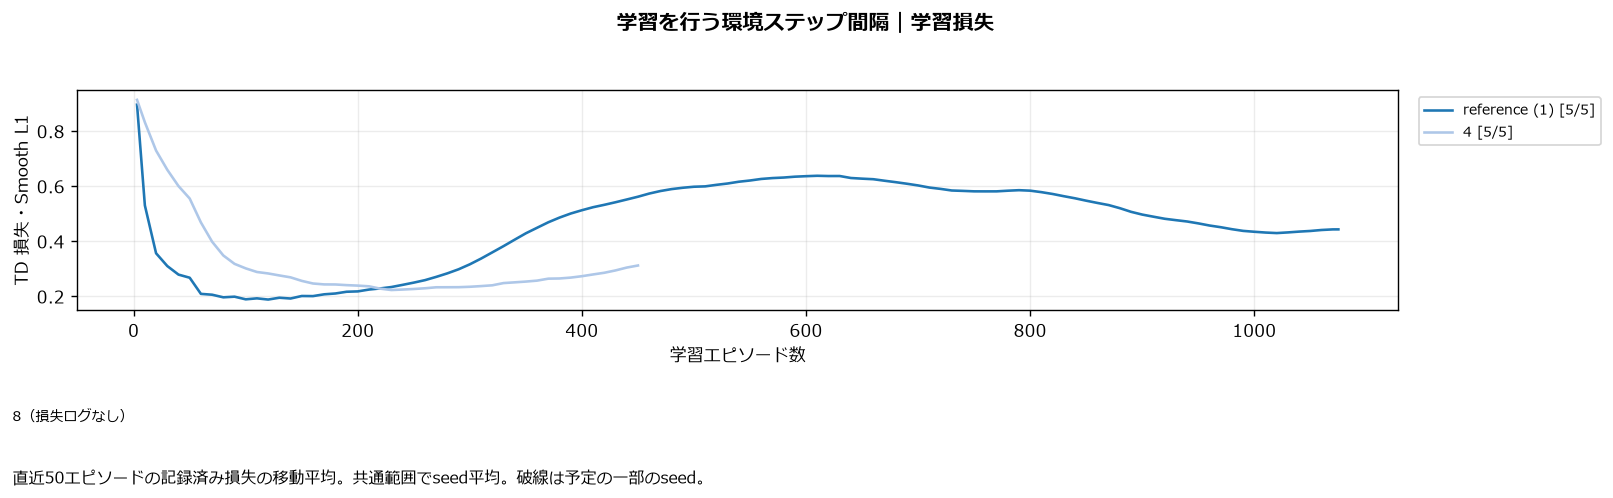 学習を行う環境ステップ間隔｜学習損失
TD 損失・Smooth L1
0.8
0.6
0.4
0.2
0
200
400
600
800
1000
学習エピソード数
reference (1) [5/5]
4 [5/5]
8（損失ログなし）
直近50エピソードの記録済み損失の移動平均。共通範囲でseed平均。破線は予定の一部のseed。